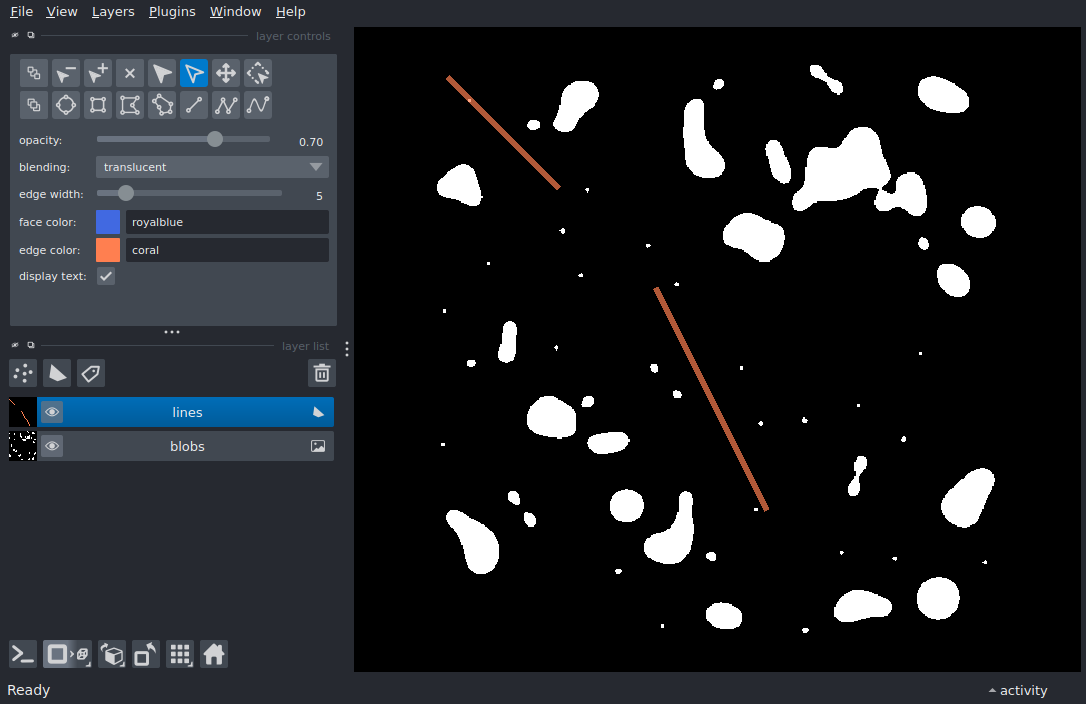 File View Layers Plugins Window Help
layer controls
opacity: 0.70
blending: translucent
edge width: 5
face color: royalblue
edge color: coral
display text:
layer list
lines
blobs
Ready
activity